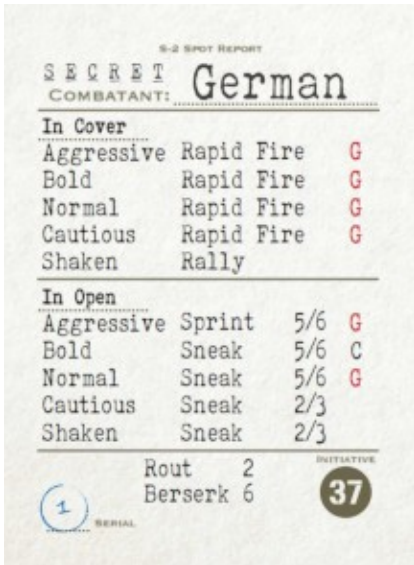 S-2 Spot Report
SECRET
Combatant: German
In Cover
Aggressive Rapid Fire G
Bold Rapid Fire G
Normal Rapid Fire G
Cautious Rapid Fire G
Shaken Rally
In Open
Aggressive Sprint 5/6 G
Bold Sneak 5/6 C
Normal Sneak 5/6 G
Cautious Sneak 2/3
Shaken Sneak 2/3
Rout 2
Berserk 6
Initiative
37
1
Serial